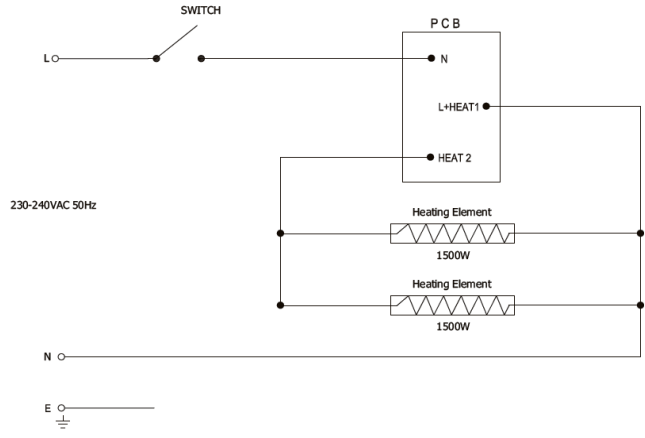 SWITCH
P C B
L
N
L+HEAT1
HEAT 2
230-240VAC 50Hz
Heating Element
1500W
Heating Element
1500W
N
E